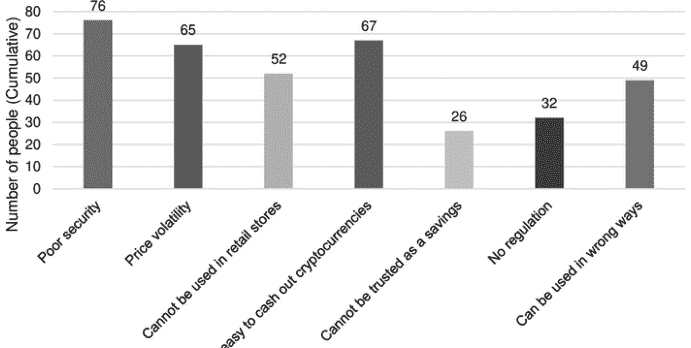 Number of people (Cumulative)
80
70
60
50
40
30
20
10
0
76
65
52
67
26
32
49
Poor security
Price volatility
Cannot be used in retail stores
easy to cash out cryptocurrencies
Cannot be trusted as a savings
No regulation
Can be used in wrong ways